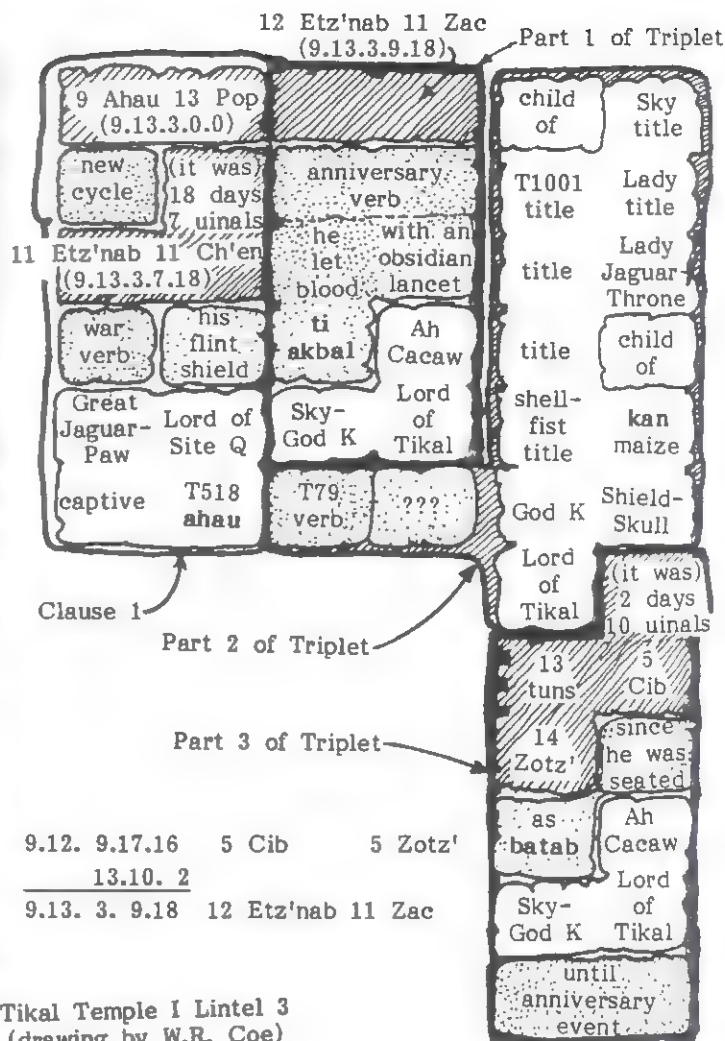 12 Etz'nab 11 Zac
(9.13.3.9.18)
Part 1 of Triplet
9 Ahau 13 Pop
(9.13.3.0.0)
new
cycle
(it was)
18 days
7 uinals
11 Etz'nab 11 Ch'en
(9.13.3.7.18)
war
verb
his
flint
shield
Great
Jaguar-
Paw
Lord of
Site Q
captive
T518
ahau
Clause 1
anniversary
verb
he
let
blood
with an
obsidian
lancet
ti
akbal
Ah
Cacaw
Sky-
God K
Lord
of
Tikal
T79
verb
???
Part 2 of Triplet
child
of
Sky
title
T1001
title
Lady
title
title
Lady
Jaguar-
Throne
title
child
of
shell-
fist
title
kan
maize
God K
Shield-
Skull
Lord
of
Tikal
(it was)
2 days
10 uinals
13
tuns
5
Cib
Part 3 of Triplet
14
Zotz'
since
he was
seated
as
batab
Ah
Cacaw
Sky-
God K
Lord
of
Tikal
until
anniversary
event
9.12. 9.17.16 5 Cib 5 Zotz'
13.10. 2
9.13. 3. 9.18 12 Etz'nab 11 Zac
Tikal Temple I Lintel 3
(drawing by W.R. Coe)